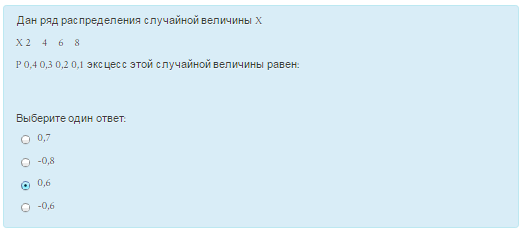 Дан ряд распределения случайной величины X
X 2 4 6 8
P 0,4 0,3 0,2 0,1 эксцесс этой случайной величины равен:
Выберите один ответ:
0,7
-0,8
0,6
-0,6